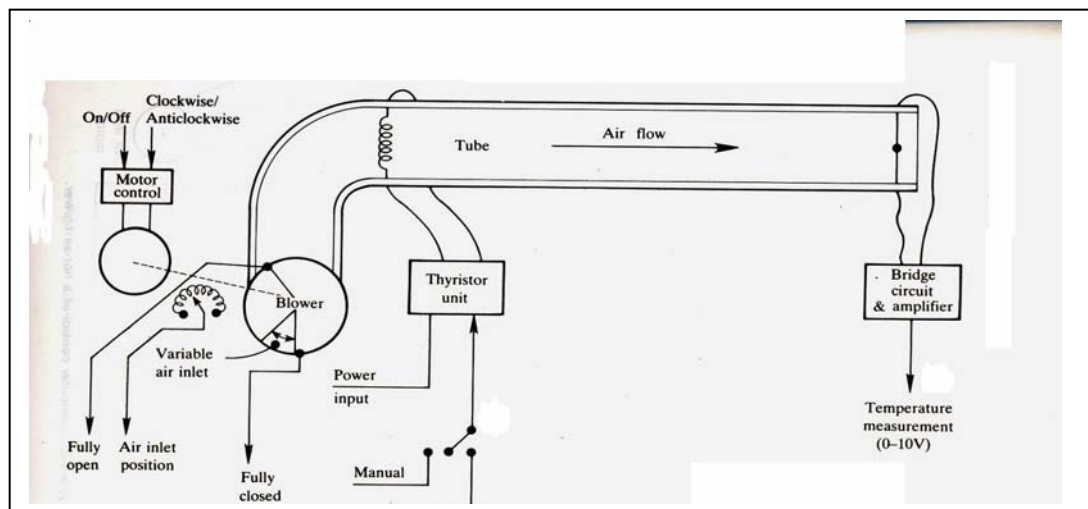 Clockwise/
On/Off Anticlockwise
Motor
control
Tube
Air flow
Blower
Thyristor
unit
Bridge
circuit
& amplifier
Variable
air inlet
Power
input
Temperature
measurement
(0–10V)
Fully
open
Air inlet
position
Fully
closed
Manual